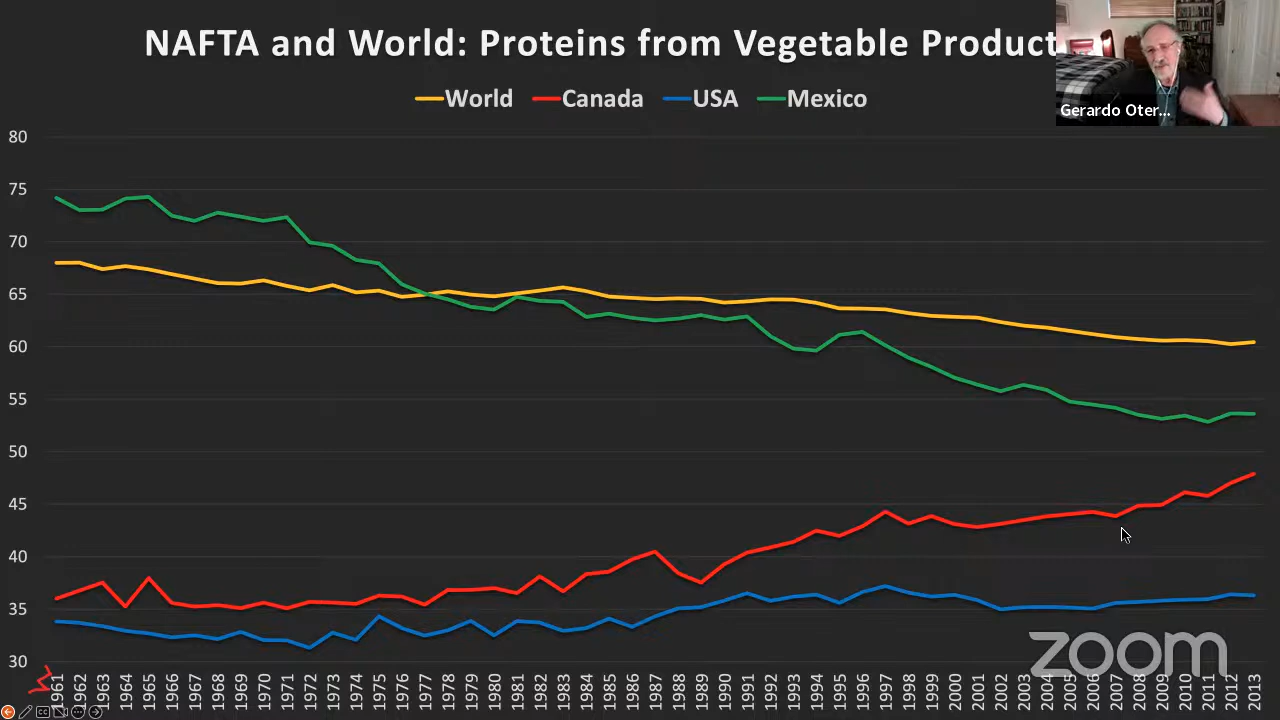 NAFTA and World: Proteins from Vegetable Product
World Canada USA Mexico
Gerardo Oter...
80
75
70
65
60
55
50
45
40
35
30
1961 1962 1963 1964 1965 1966 1967 1968 1969 1970 1971 1972 1973 1974 1975 1976 1977 1978 1979 1980 1981 1982 1983 1984 1985 1986 1987 1988 1989 1990 1991 1992 1993 1994 1995 1996 1997 1998 1999 2000 2001 2002 2003 2004 2005 2006 2007 2008 2009 2010 2011 2012 2013
zoom